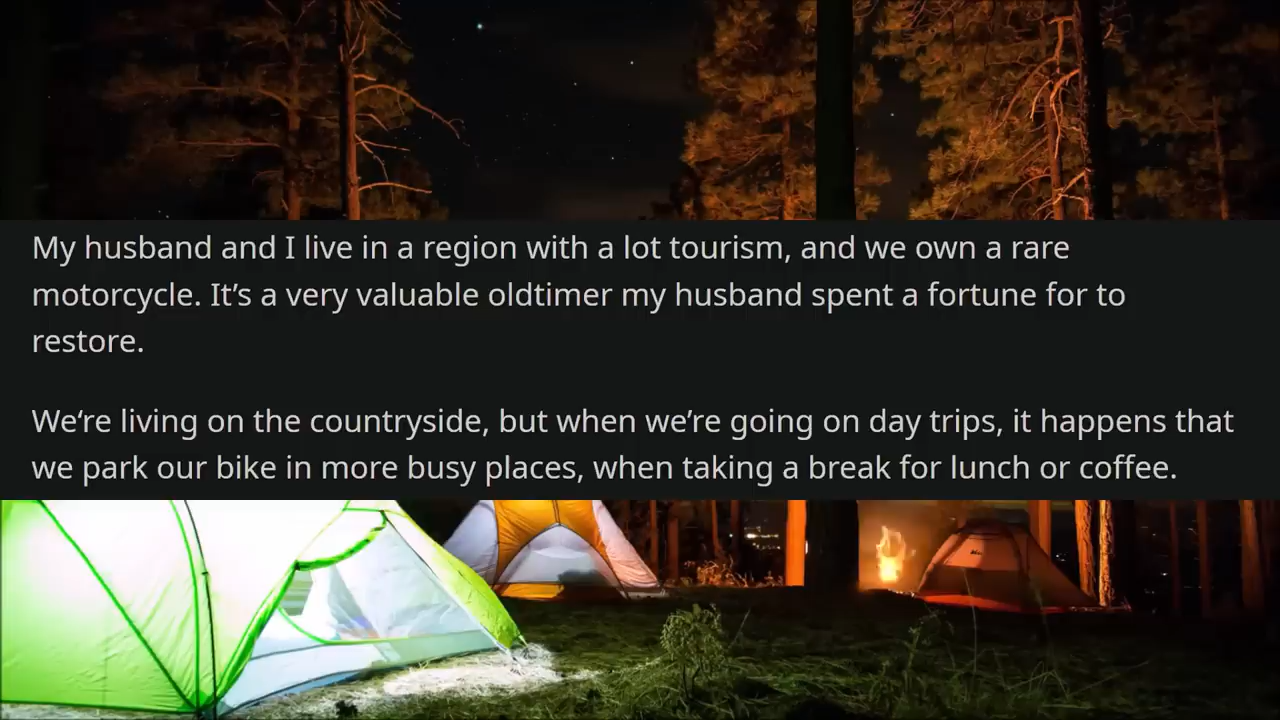 My husband and I live in a region with a lot tourism, and we own a rare
motorcycle. It’s a very valuable oldtimer my husband spent a fortune for to
restore.
We‘re living on the countryside, but when we’re going on day trips, it happens that
we park our bike in more busy places, when taking a break for lunch or coffee.